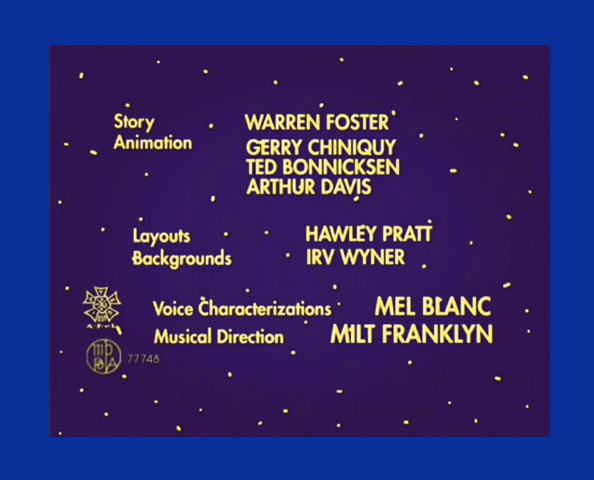 Story WARREN FOSTER
Animation GERRY CHINIQUY
TED BONNICKSEN
ARTHUR DAVIS
Layouts HAWLEY PRATT
Backgrounds IRV WYNER
Voice Characterizations MEL BLANC
Musical Direction MILT FRANKLYN
77748